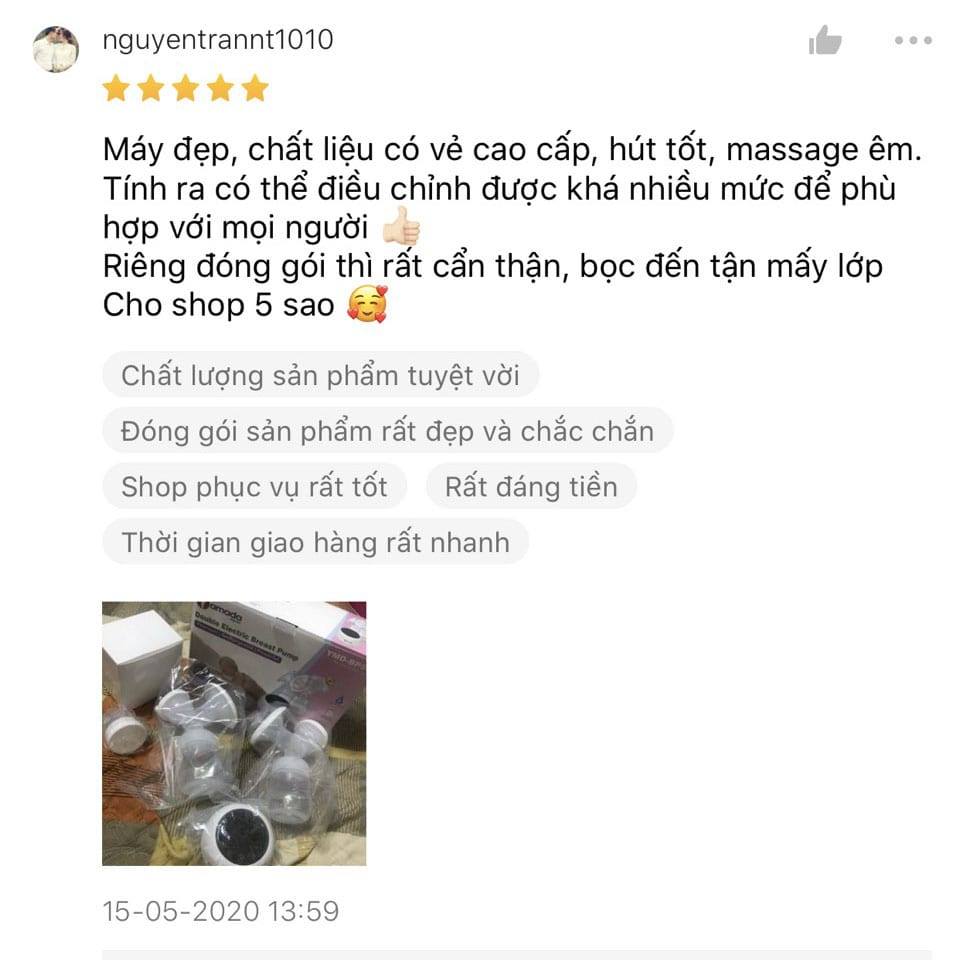 nguyentrannt1010
Máy đẹp, chất liệu có vẻ cao cấp, hút tốt, massage êm.
Tính ra có thể điều chỉnh được khá nhiều mức để phù
hợp với mọi người 👍🏻
Riêng đóng gói thì rất cẩn thận, bọc đến tận mấy lớp
Cho shop 5 sao 🥰
Chất lượng sản phẩm tuyệt vời
Đóng gói sản phẩm rất đẹp và chắc chắn
Shop phục vụ rất tốt
Rất đáng tiền
Thời gian giao hàng rất nhanh
Double Electric Breast Pump
15-05-2020 13:59